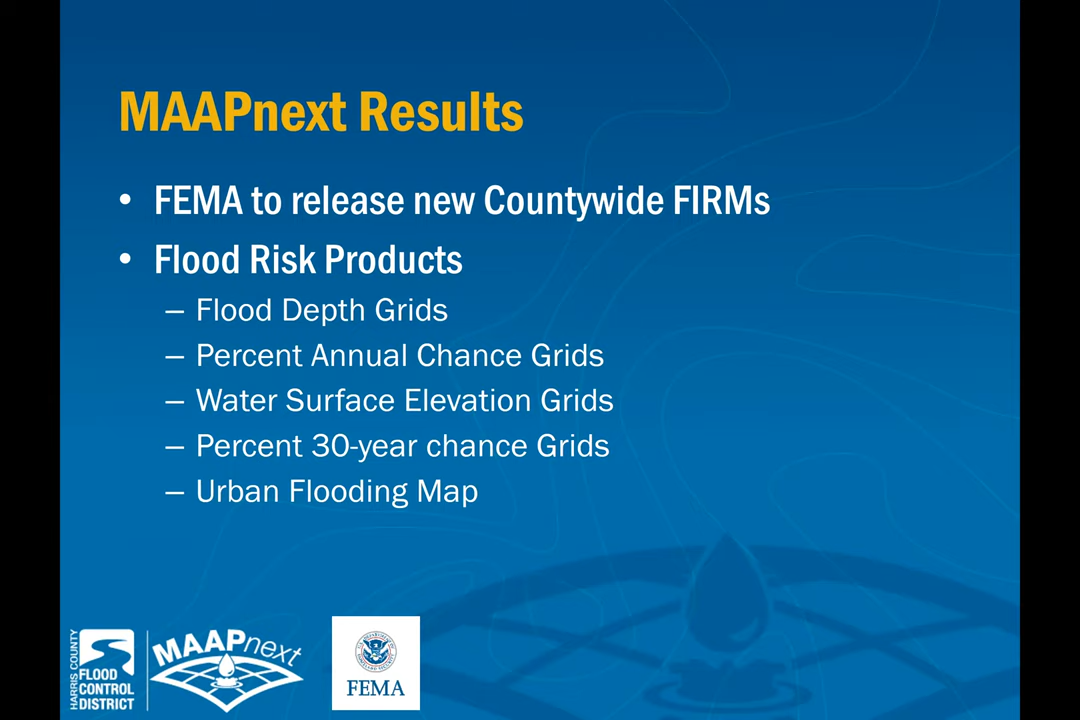 MAAPnext Results
• FEMA to release new Countywide FIRMs
• Flood Risk Products
– Flood Depth Grids
– Percent Annual Chance Grids
– Water Surface Elevation Grids
– Percent 30-year chance Grids
– Urban Flooding Map
HARRIS COUNTY
FLOOD
CONTROL
DISTRICT
MAAPnext
FEMA